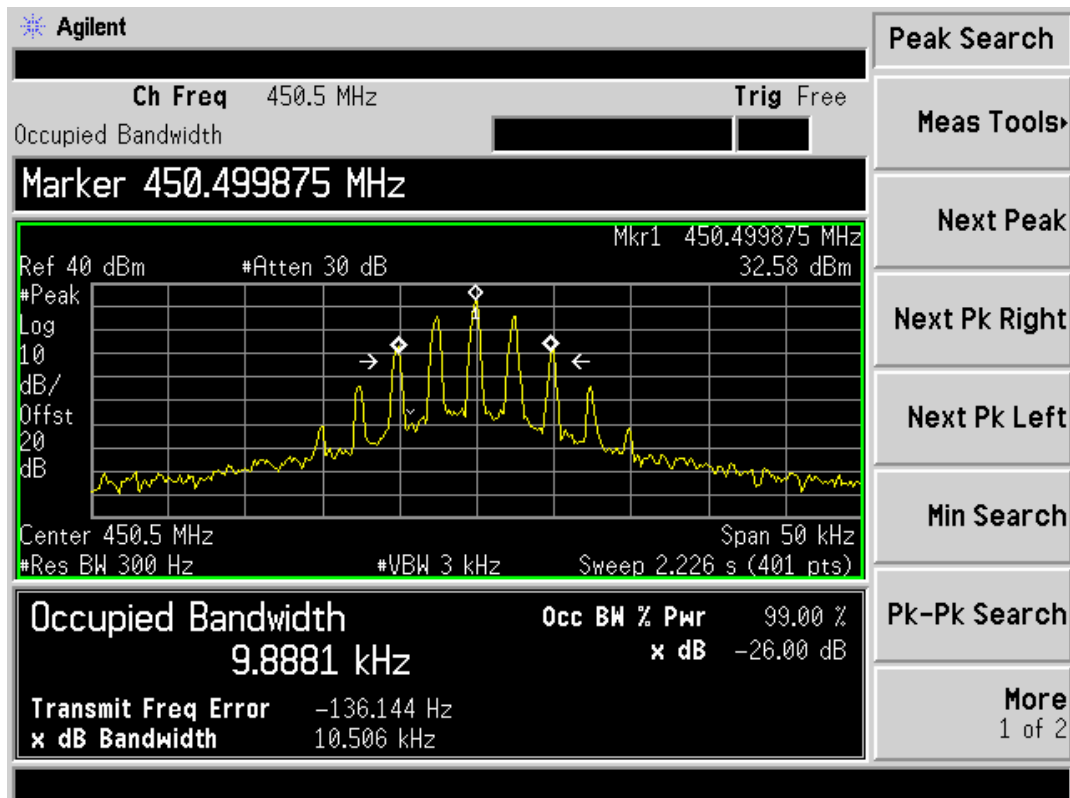 Agilent
Peak Search
Ch Freq 450.5 MHz Trig Free
Occupied Bandwidth
Meas Tools
Marker 450.499875 MHz
Next Peak
Mkr1 450.499875 MHz
Ref 40 dBm #Atten 30 dB 32.58 dBm
#Peak
Log
10
dB/
Offst
20
dB
1
Next Pk Right
Next Pk Left
Center 450.5 MHz Span 50 kHz
#Res BW 300 Hz #VBW 3 kHz Sweep 2.226 s (401 pts)
Min Search
Occupied Bandwidth Occ BW % Pwr 99.00 %
9.8881 kHz x dB -26.00 dB
Pk-Pk Search
Transmit Freq Error -136.144 Hz
x dB Bandwidth 10.506 kHz
More
1 of 2